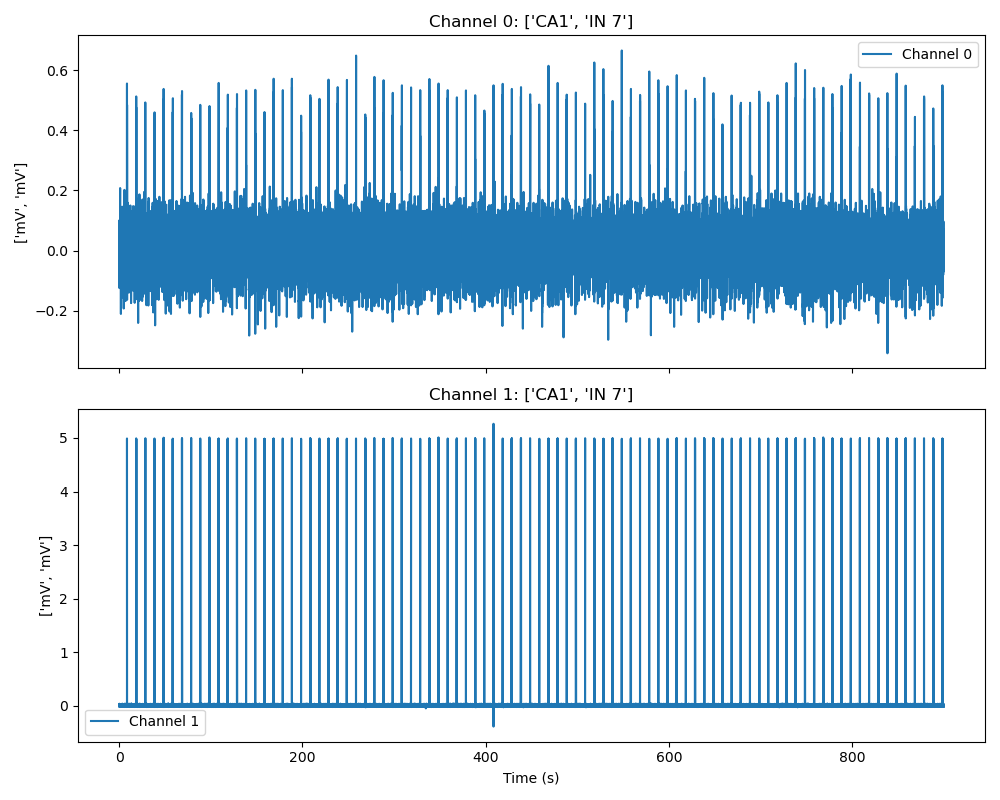 Channel 0: ['CA1', 'IN 7']
Channel 0
0.6
0.4
0.2
0.0
−0.2
['mV', 'mV']
Channel 1: ['CA1', 'IN 7']
5
4
3
2
1
0
['mV', 'mV']
Channel 1
0 200 400 600 800
Time (s)